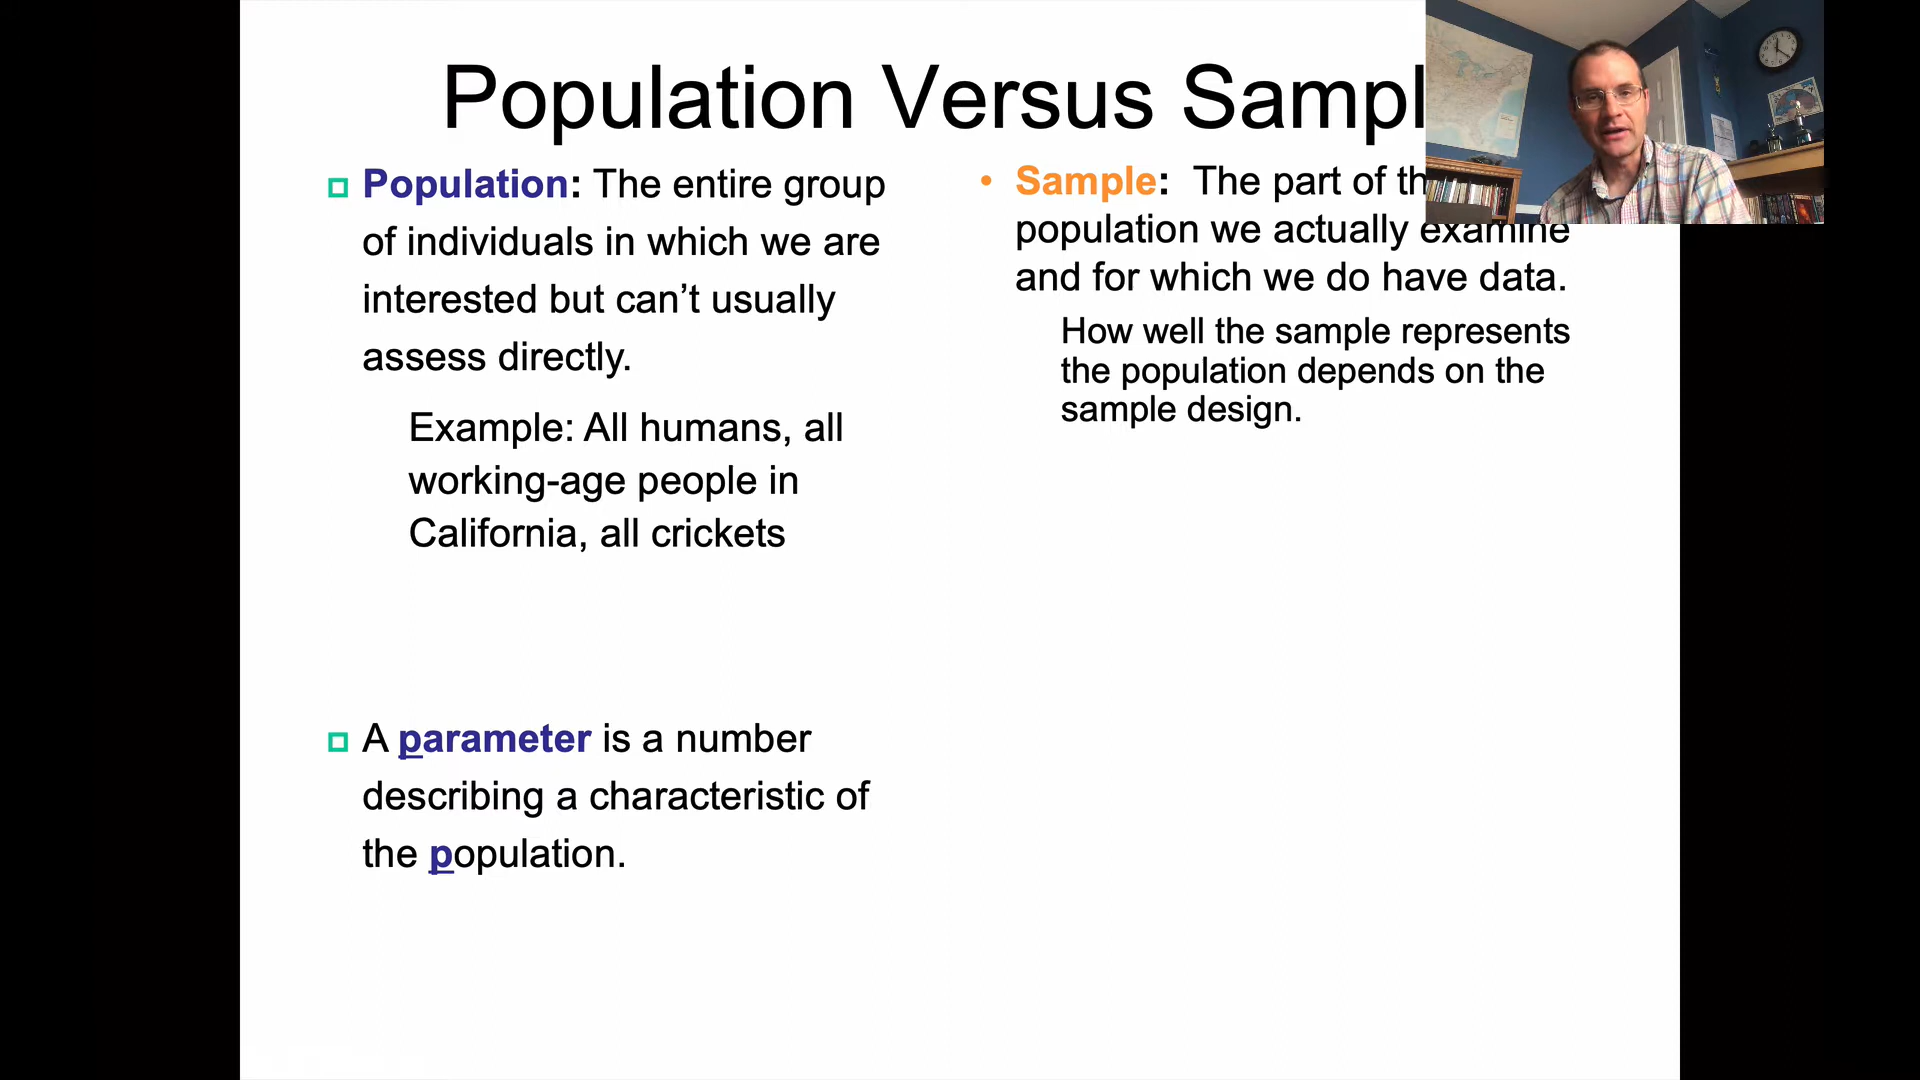 Population Versus Sampl
Population: The entire group
of individuals in which we are
interested but can’t usually
assess directly.
Example: All humans, all
working-age people in
California, all crickets
A parameter is a number
describing a characteristic of
the population.
Sample: The part of th
population we actually examine
and for which we do have data.
How well the sample represents
the population depends on the
sample design.